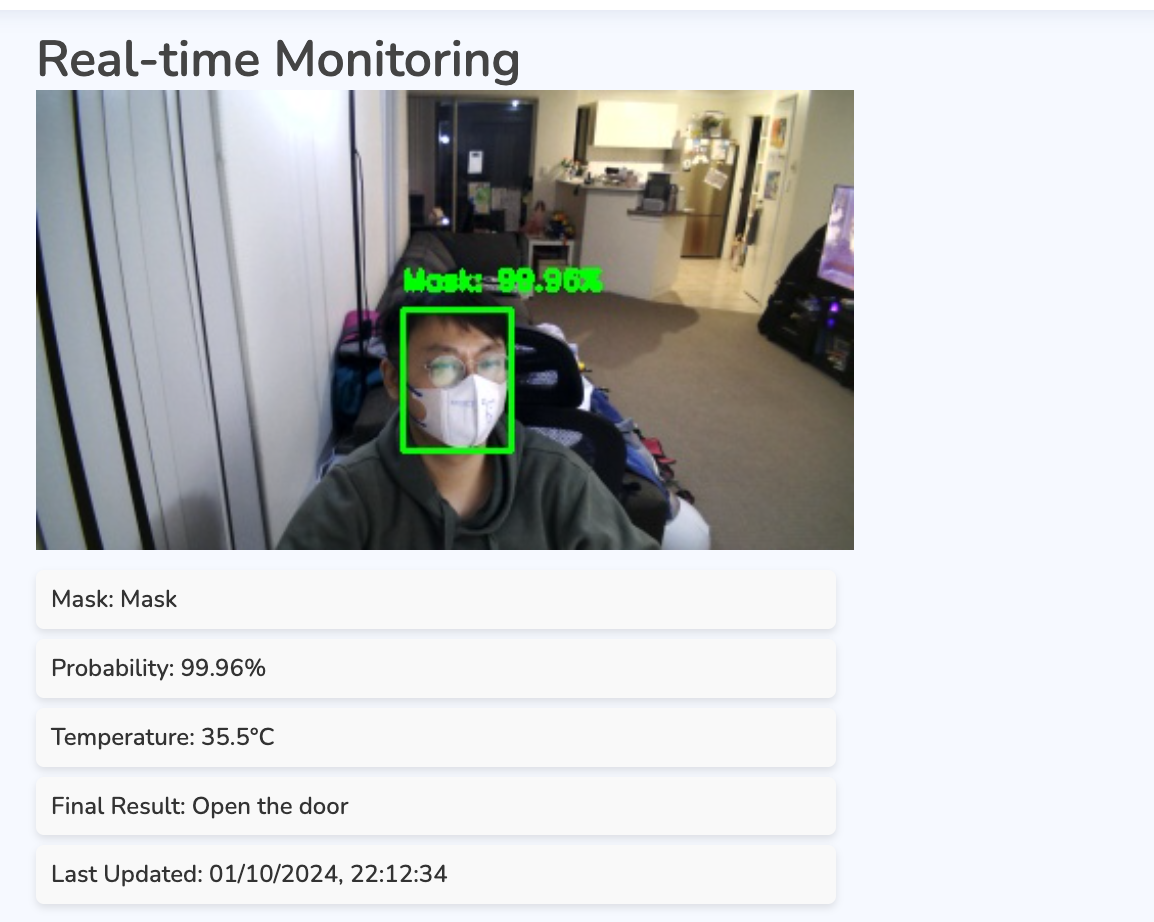 Real-time Monitoring
Mask: 99.96%
Mask: Mask
Probability: 99.96%
Temperature: 35.5°C
Final Result: Open the door
Last Updated: 01/10/2024, 22:12:34